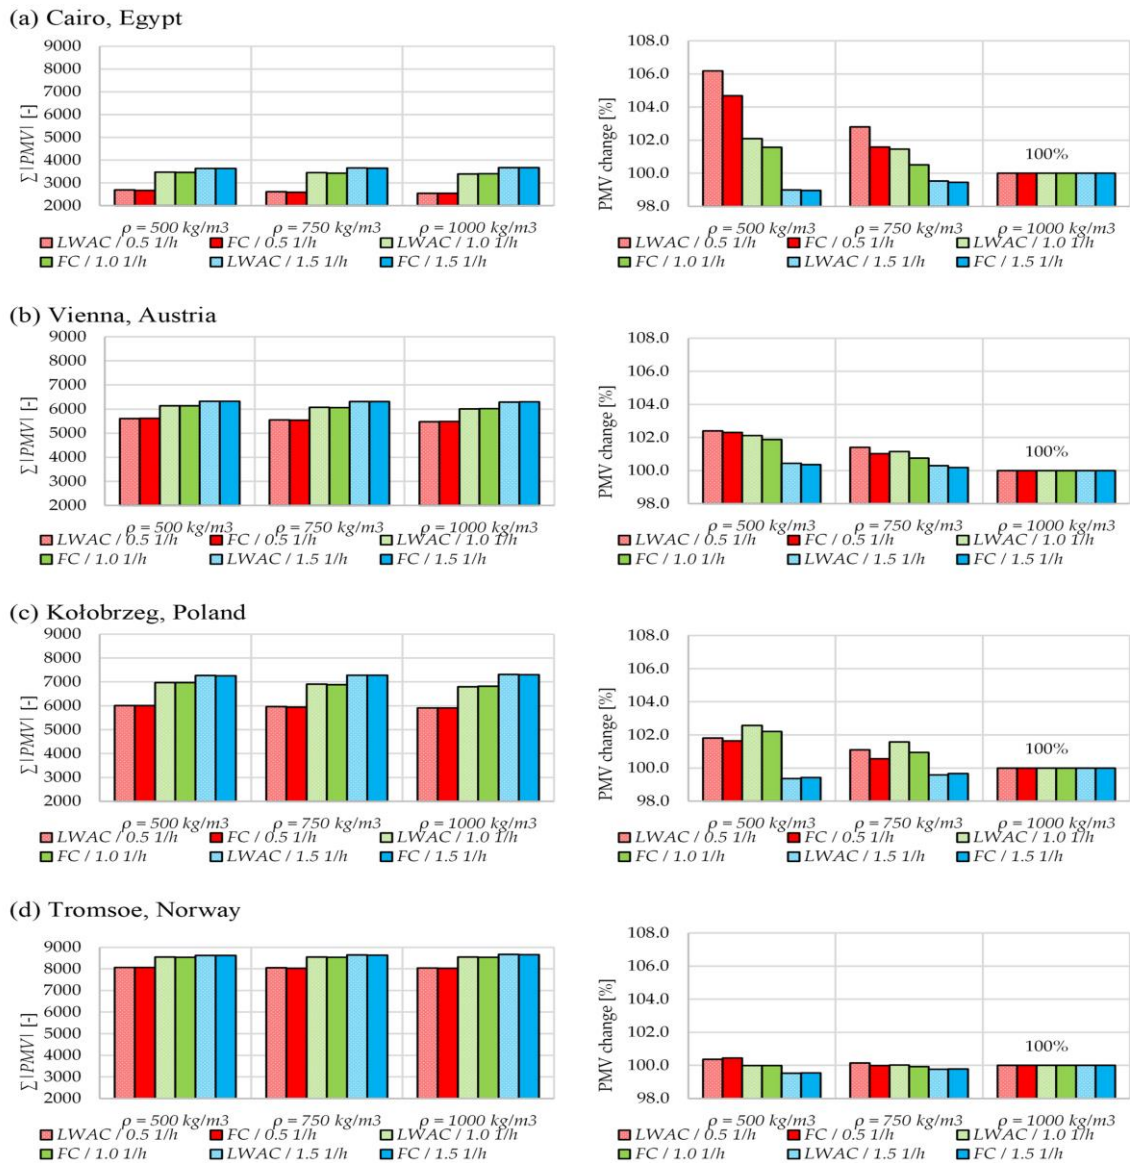 (a) Cairo, Egypt
9000
8000
7000
6000
5000
4000
3000
2000
∑|PMV| [-]
ρ = 500 kg/m3
ρ = 750 kg/m3
ρ = 1000 kg/m3
LWAC / 0.5 1/h
FC / 0.5 1/h
LWAC / 1.0 1/h
FC / 1.0 1/h
LWAC / 1.5 1/h
FC / 1.5 1/h
108.0
106.0
104.0
102.0
100.0
98.0
PMV change [%]
100%
ρ = 500 kg/m3
ρ = 750 kg/m3
ρ = 1000 kg/m3
LWAC / 0.5 1/h
FC / 0.5 1/h
LWAC / 1.0 1/h
FC / 1.0 1/h
LWAC / 1.5 1/h
FC / 1.5 1/h
(b) Vienna, Austria
9000
8000
7000
6000
5000
4000
3000
2000
∑|PMV| [-]
ρ = 500 kg/m3
ρ = 750 kg/m3
ρ = 1000 kg/m3
LWAC / 0.5 1/h
FC / 0.5 1/h
LWAC / 1.0 1/h
FC / 1.0 1/h
LWAC / 1.5 1/h
FC / 1.5 1/h
108.0
106.0
104.0
102.0
100.0
98.0
PMV change [%]
100%
ρ = 500 kg/m3
ρ = 750 kg/m3
ρ = 1000 kg/m3
LWAC / 0.5 1/h
FC / 0.5 1/h
LWAC / 1.0 1/h
FC / 1.0 1/h
LWAC / 1.5 1/h
FC / 1.5 1/h
(c) Kołobrzeg, Poland
9000
8000
7000
6000
5000
4000
3000
2000
∑|PMV| [-]
ρ = 500 kg/m3
ρ = 750 kg/m3
ρ = 1000 kg/m3
LWAC / 0.5 1/h
FC / 0.5 1/h
LWAC / 1.0 1/h
FC / 1.0 1/h
LWAC / 1.5 1/h
FC / 1.5 1/h
108.0
106.0
104.0
102.0
100.0
98.0
PMV change [%]
100%
ρ = 500 kg/m3
ρ = 750 kg/m3
ρ = 1000 kg/m3
LWAC / 0.5 1/h
FC / 0.5 1/h
LWAC / 1.0 1/h
FC / 1.0 1/h
LWAC / 1.5 1/h
FC / 1.5 1/h
(d) Tromsoe, Norway
9000
8000
7000
6000
5000
4000
3000
2000
∑|PMV| [-]
ρ = 500 kg/m3
ρ = 750 kg/m3
ρ = 1000 kg/m3
LWAC / 0.5 1/h
FC / 0.5 1/h
LWAC / 1.0 1/h
FC / 1.0 1/h
LWAC / 1.5 1/h
FC / 1.5 1/h
108.0
106.0
104.0
102.0
100.0
98.0
PMV change [%]
100%
ρ = 500 kg/m3
ρ = 750 kg/m3
ρ = 1000 kg/m3
LWAC / 0.5 1/h
FC / 0.5 1/h
LWAC / 1.0 1/h
FC / 1.0 1/h
LWAC / 1.5 1/h
FC / 1.5 1/h